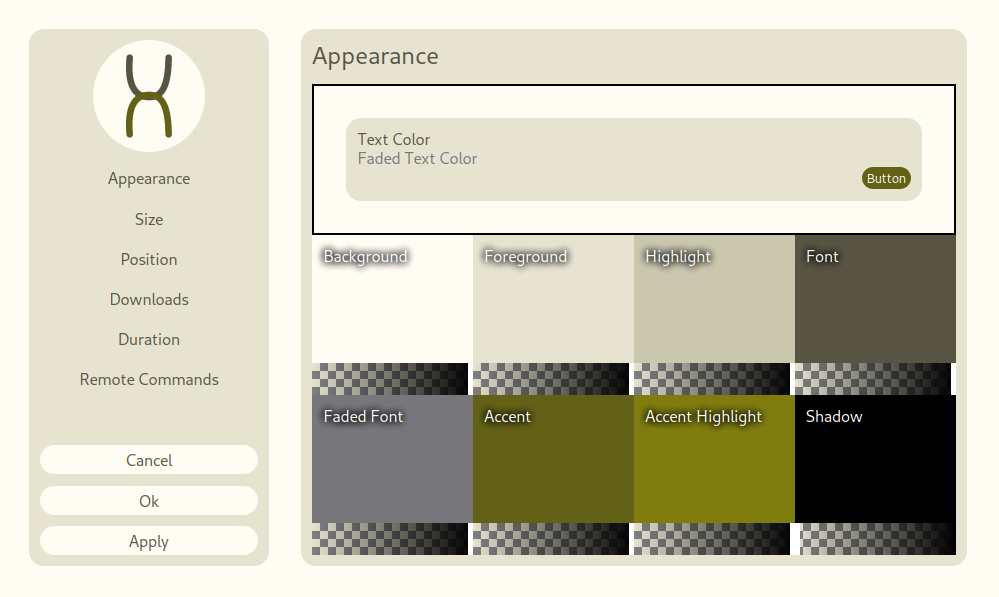 Appearance
Size
Position
Downloads
Duration
Remote Commands
Cancel
Ok
Apply
Appearance
Text Color
Faded Text Color
Button
Background
Foreground
Highlight
Font
Faded Font
Accent
Accent Highlight
Shadow